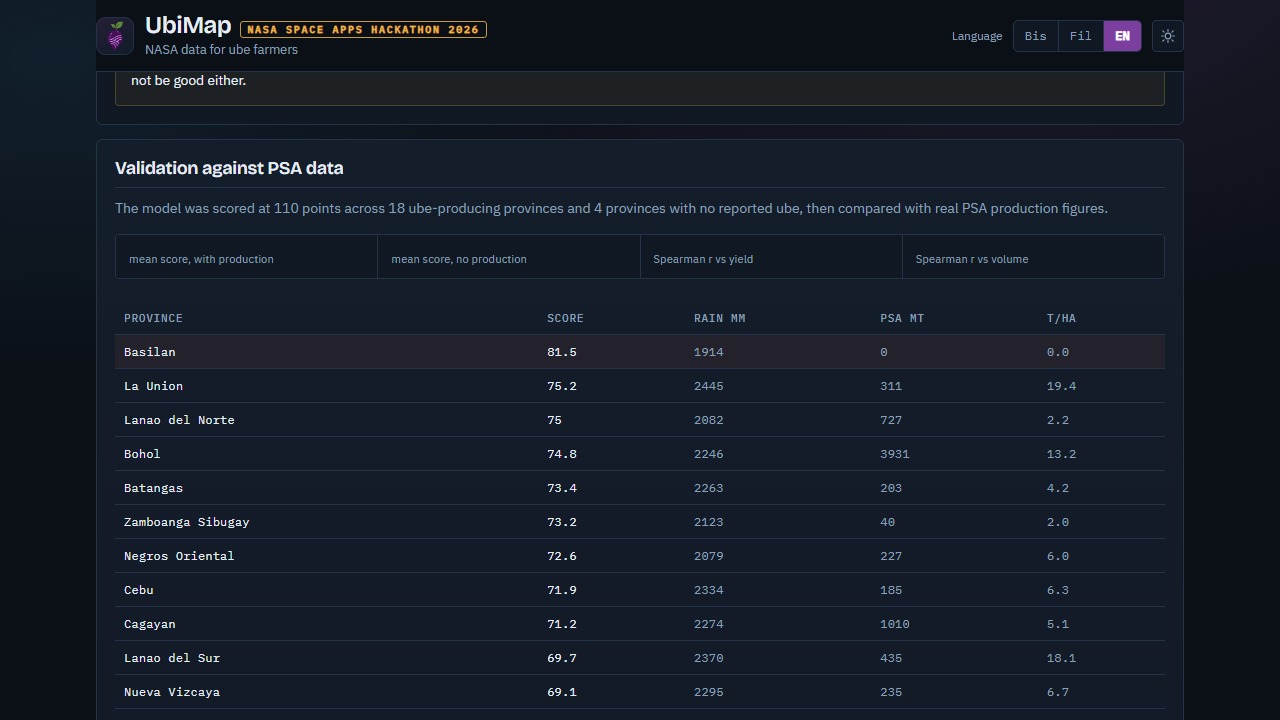 UbiMap NASA SPACE APPS HACKATHON 2026
NASA data for ube farmers
Language Bis Fil EN
not be good either.
Validation against PSA data
The model was scored at 110 points across 18 ube-producing provinces and 4 provinces with no reported ube, then compared with real PSA production figures.
mean score, with production mean score, no production Spearman r vs yield Spearman r vs volume
PROVINCE SCORE RAIN MM PSA MT T/HA
Basilan 81.5 1914 0 0.0
La Union 75.2 2445 311 19.4
Lanao del Norte 75 2082 727 2.2
Bohol 74.8 2246 3931 13.2
Batangas 73.4 2263 203 4.2
Zamboanga Sibugay 73.2 2123 40 2.0
Negros Oriental 72.6 2079 227 6.0
Cebu 71.9 2334 185 6.3
Cagayan 71.2 2274 1010 5.1
Lanao del Sur 69.7 2370 435 18.1
Nueva Vizcaya 69.1 2295 235 6.7